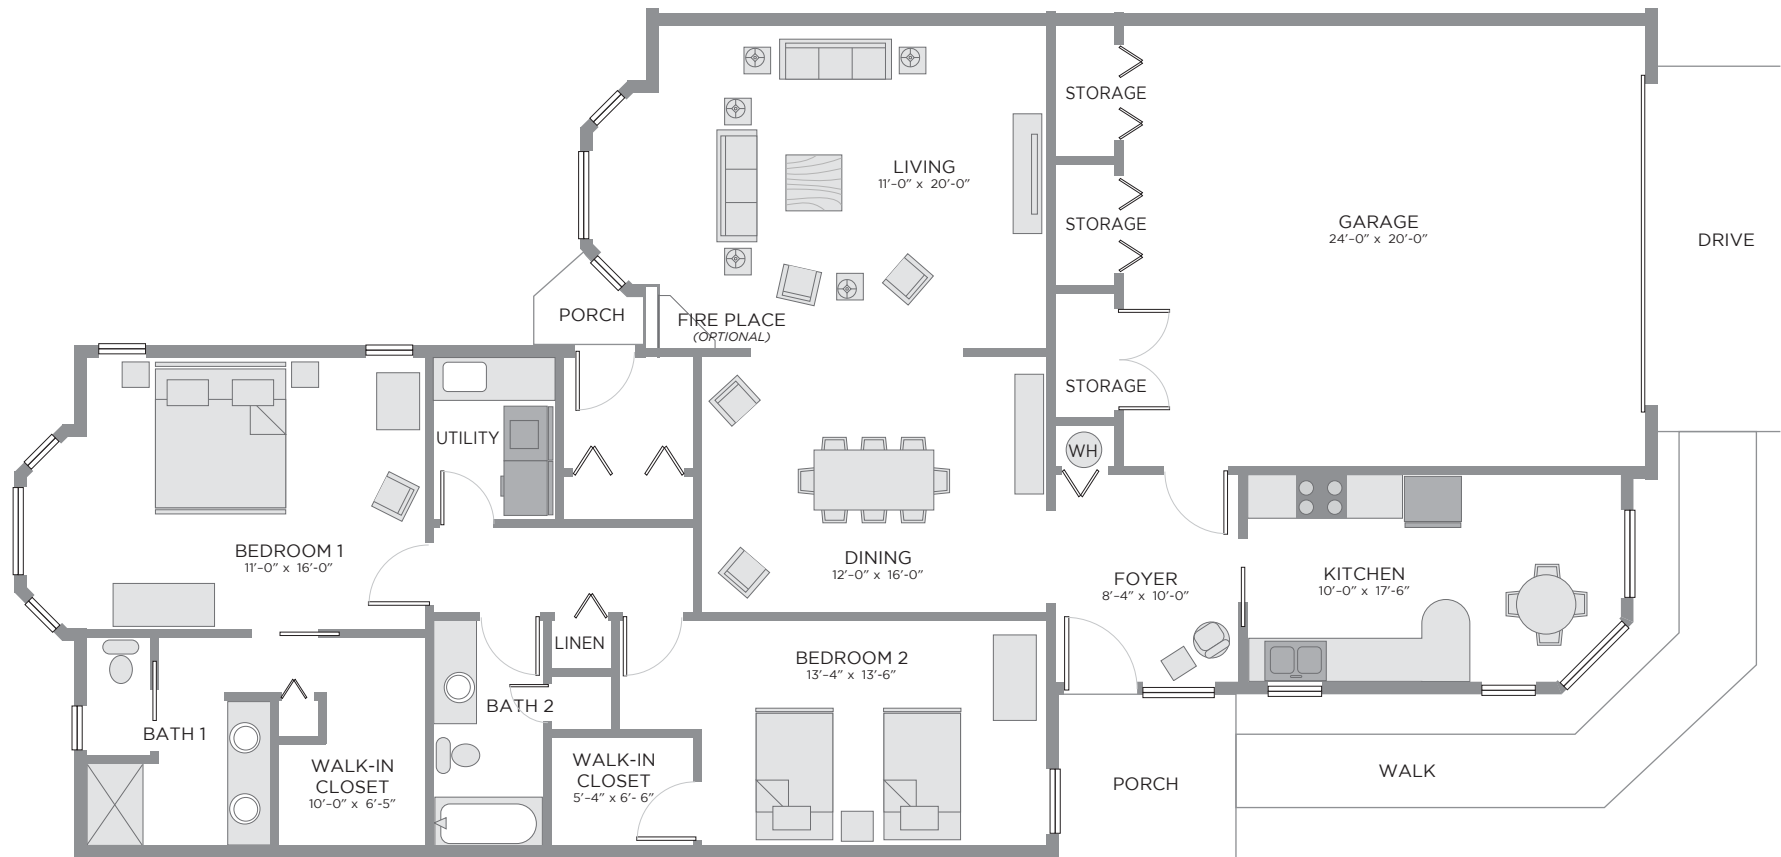 STORAGE
LIVING
11'-0" x 20'-0"
STORAGE
GARAGE
24'-0" x 20'-0"
DRIVE
PORCH
FIRE PLACE
(OPTIONAL)
STORAGE
UTILITY
WH
BEDROOM 1
11'-0" x 16'-0"
DINING
12'-0" x 16'-0"
FOYER
8'-4" x 10'-0"
KITCHEN
10'-0" x 17'-6"
LINEN
BEDROOM 2
13'-4" x 13'-6"
BATH 2
BATH 1
WALK-IN
CLOSET
10'-0" x 6'-5"
WALK-IN
CLOSET
5'-4" x 6'- 6"
PORCH
WALK